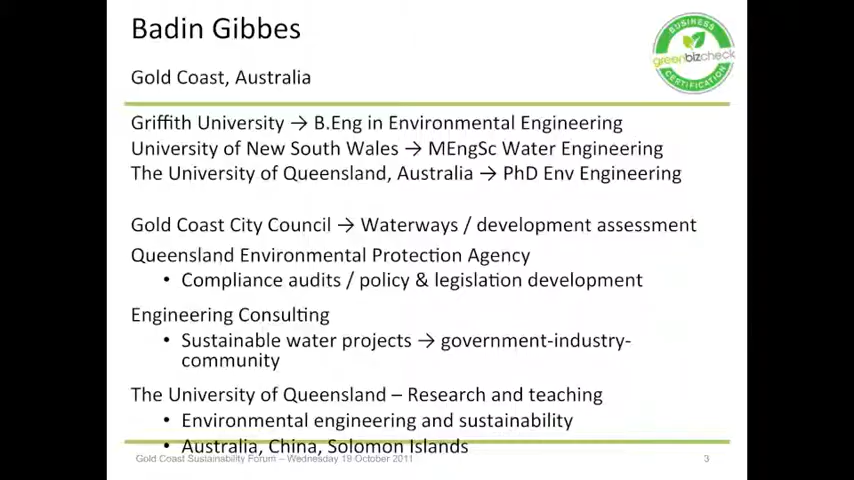 Badin Gibbes
Gold Coast, Australia
BUSINESS
greenbizcheck
CERTIFICATION
Griffith University → B.Eng in Environmental Engineering
University of New South Wales → MEngSc Water Engineering
The University of Queensland, Australia → PhD Env Engineering
Gold Coast City Council → Waterways / development assessment
Queensland Environmental Protection Agency
• Compliance audits / policy & legislation development
Engineering Consulting
• Sustainable water projects → government-industry-
community
The University of Queensland – Research and teaching
• Environmental engineering and sustainability
• Australia, China, Solomon Islands
Gold Coast Sustainability Forum – Wednesday 19 October 2011
3